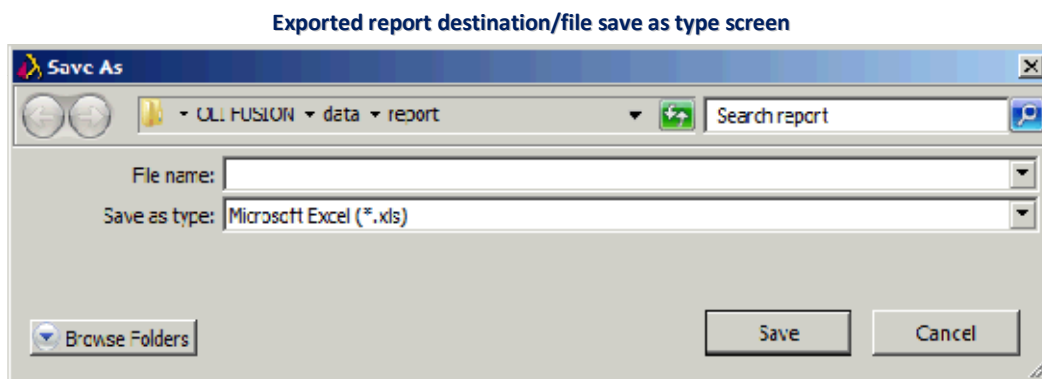 Exported report destination/file save as type screen
Save As
FUSION data report Search report
File name:
Save as type: Microsoft Excel (*.xls)
Browse Folders Save Cancel